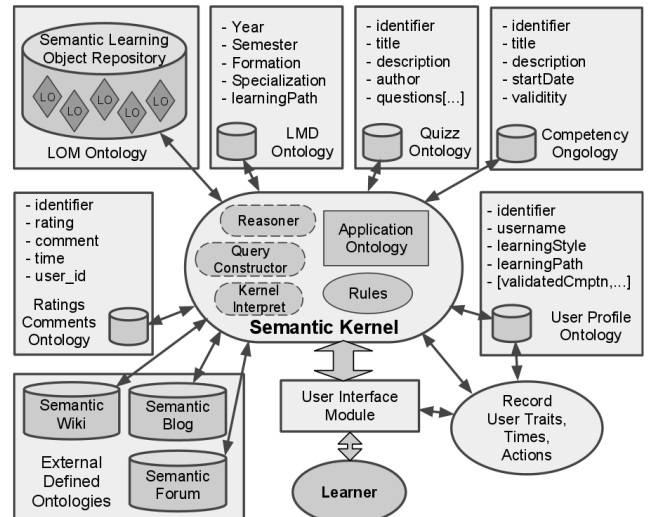 Semantic Learning
Object Repository
LO
LO
LO
LO
LO
LOM Ontology
- Year
- Semester
- Formation
- Specialization
- learningPath
LMD
Ontology
- identifier
- title
- description
- author
- questions[...]
Quizz
Ontology
- identifier
- title
- description
- startDate
- validitity
Competency
Ongology
- identifier
- rating
- comment
- time
- user_id
Ratings
Comments
Ontology
Reasoner
Query
Constructor
Kernel
Interpret
Application
Ontology
Rules
Semantic Kernel
- identifier
- username
- learningStyle
- learningPath
- [validatedCmptn,...]
User Profile
Ontology
Semantic
Wiki
Semantic
Blog
External
Defined
Ontologies
Semantic
Forum
User Interface
Module
Learner
Record
User Traits,
Times,
Actions